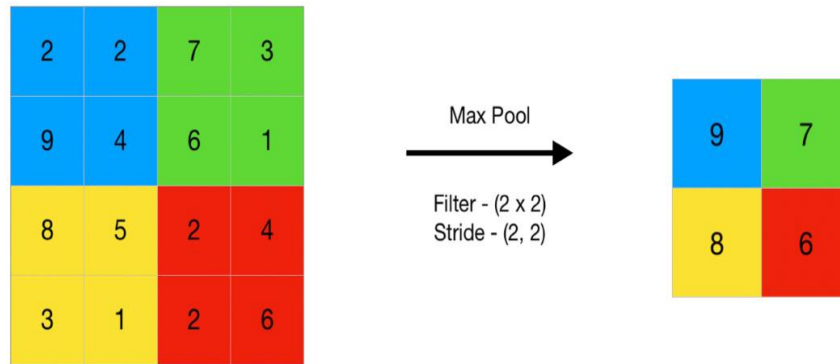 2 2 7 3
9 4 6 1
8 5 2 4
3 1 2 6
Max Pool
Filter - (2 x 2)
Stride - (2, 2)
9 7
8 6